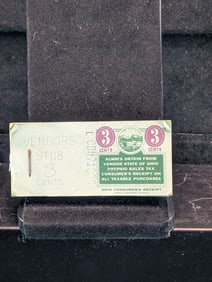 VENDORS
STUB
3
CENTS
3
CENTS
3
CENTS
ALWAYS OBTAIN FROM
VENDOR STATE OF OHIO
PREPAID SALES TAX
CONSUMER'S RECEIPT ON
ALL TAXABLE PURCHASES
OHIO CONSUMER'S RECEIPT